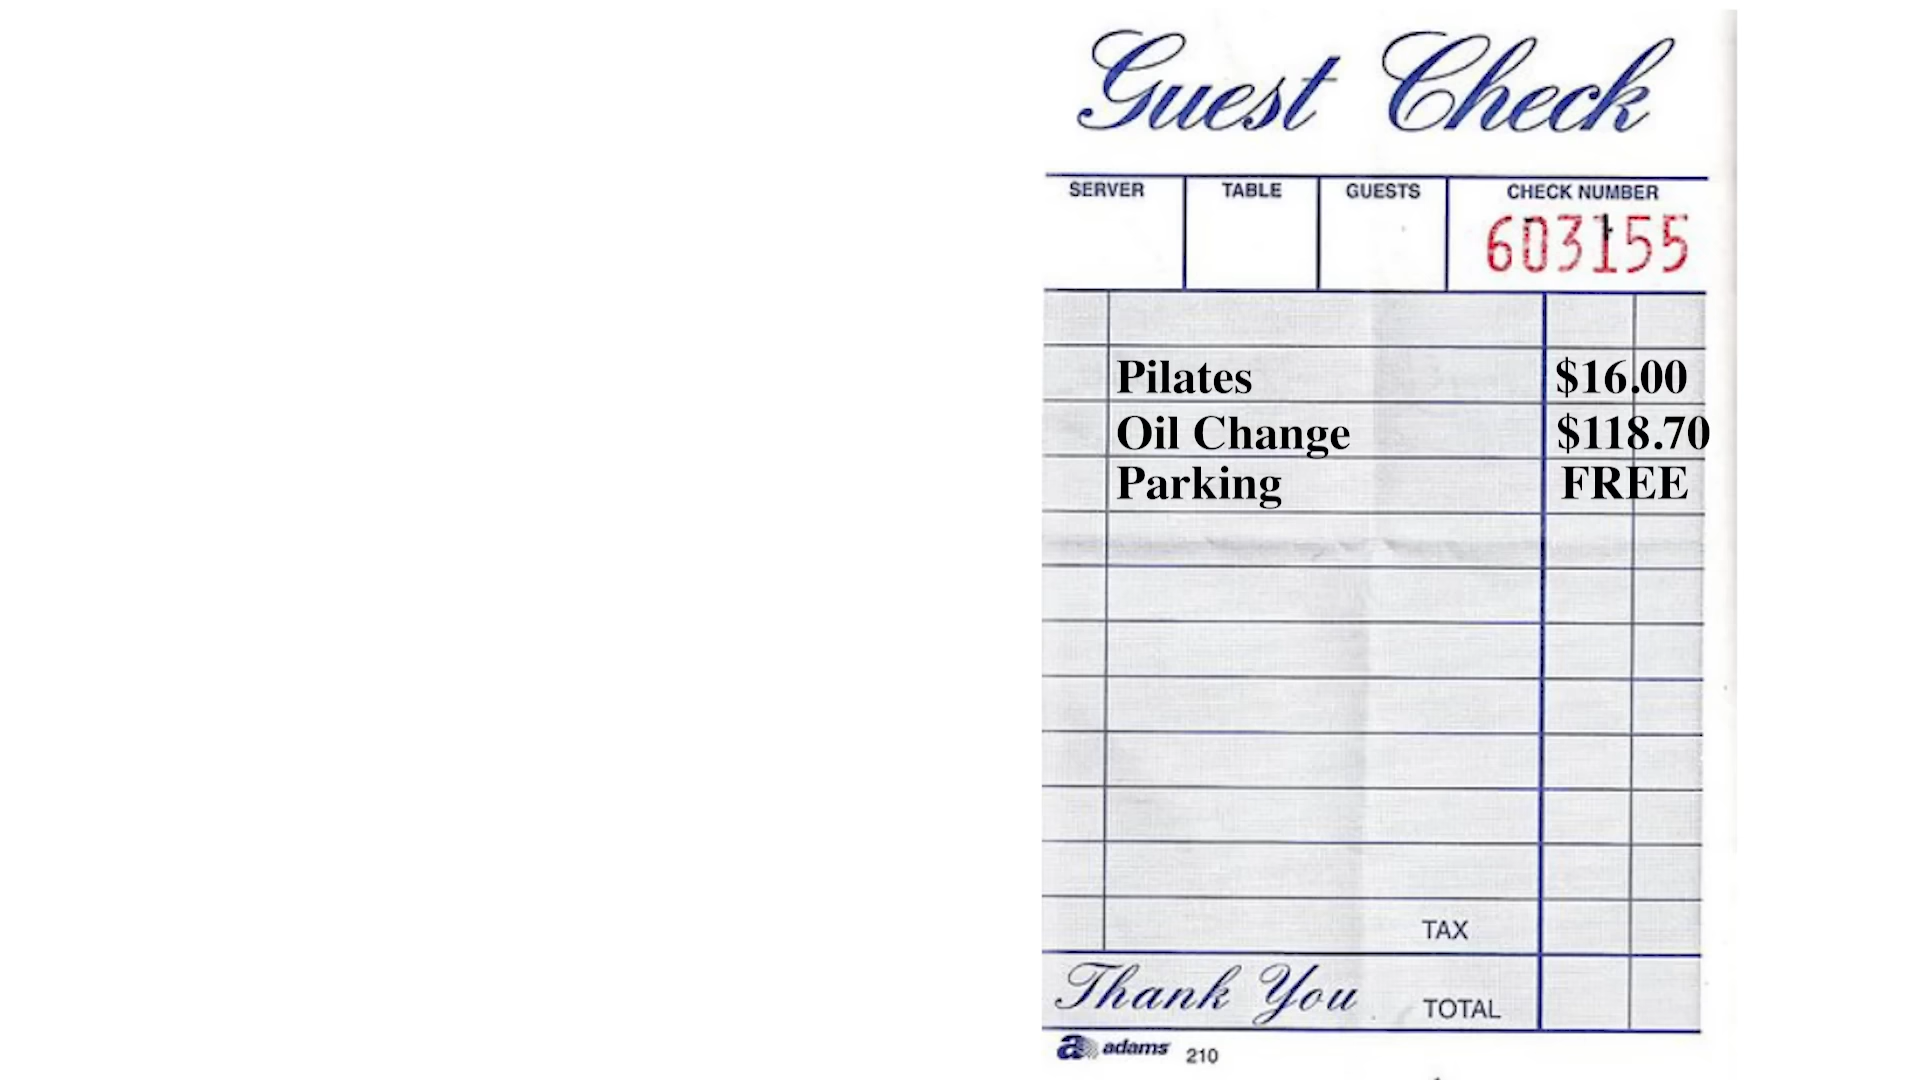 Guest Check
SERVER TABLE GUESTS CHECK NUMBER
603155
Pilates $16.00
Oil Change $118.70
Parking FREE
TAX
Thank You TOTAL
adams 210